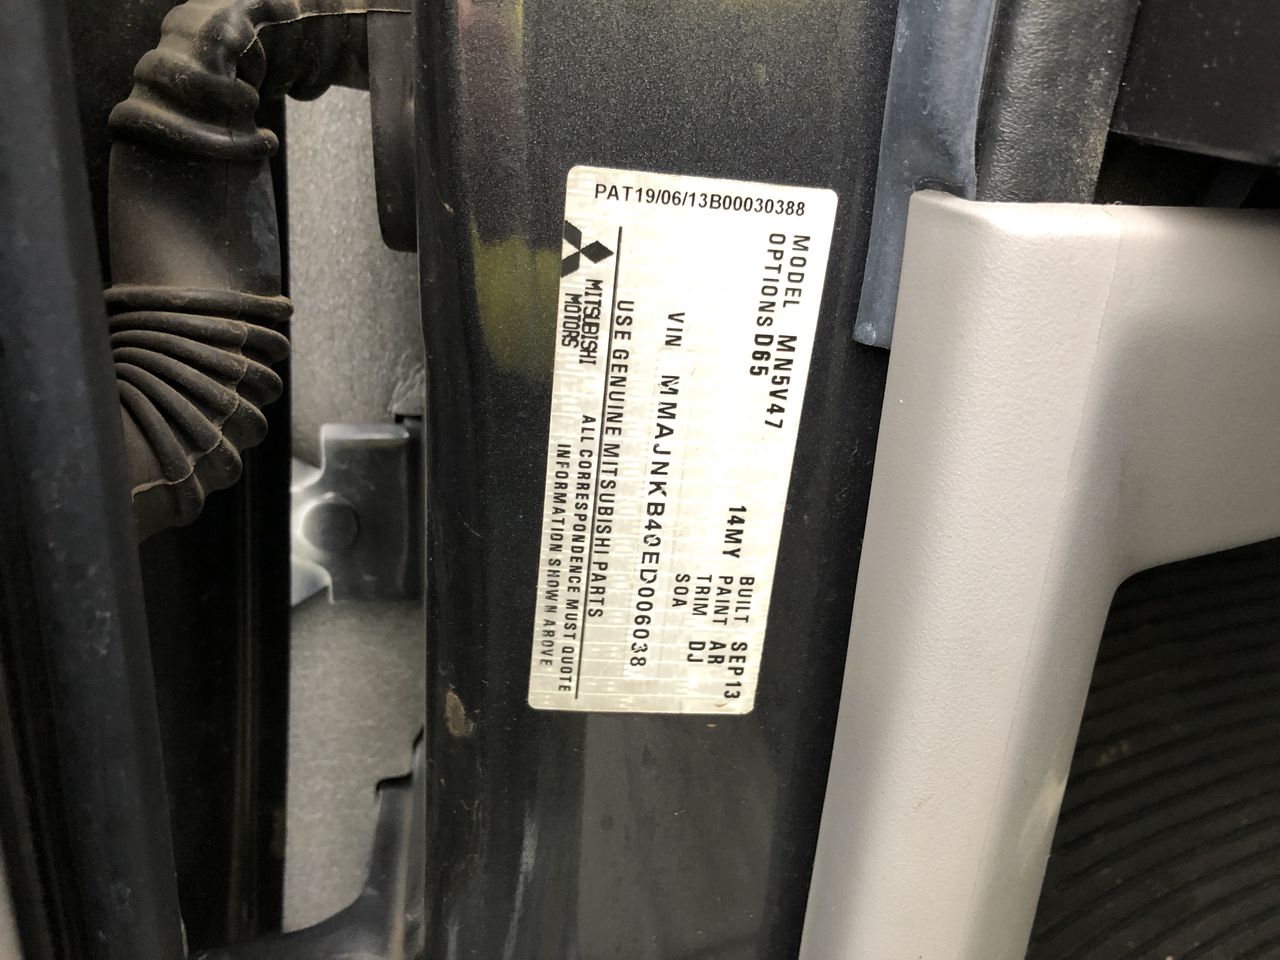 PAT19/06/13B00030388
MODEL MN5V47
OPTIONS D65
14MY
BUILT SEP13
PAINT AR
TRIM DJ
SOA
VIN MMAJNKB40ED006038
USE GENUINE MITSUBISHI PARTS
MITSUBISHI
MOTORS
ALL CORRESPONDENCE MUST QUOTE
INFORMATION SHOWN ABOVE